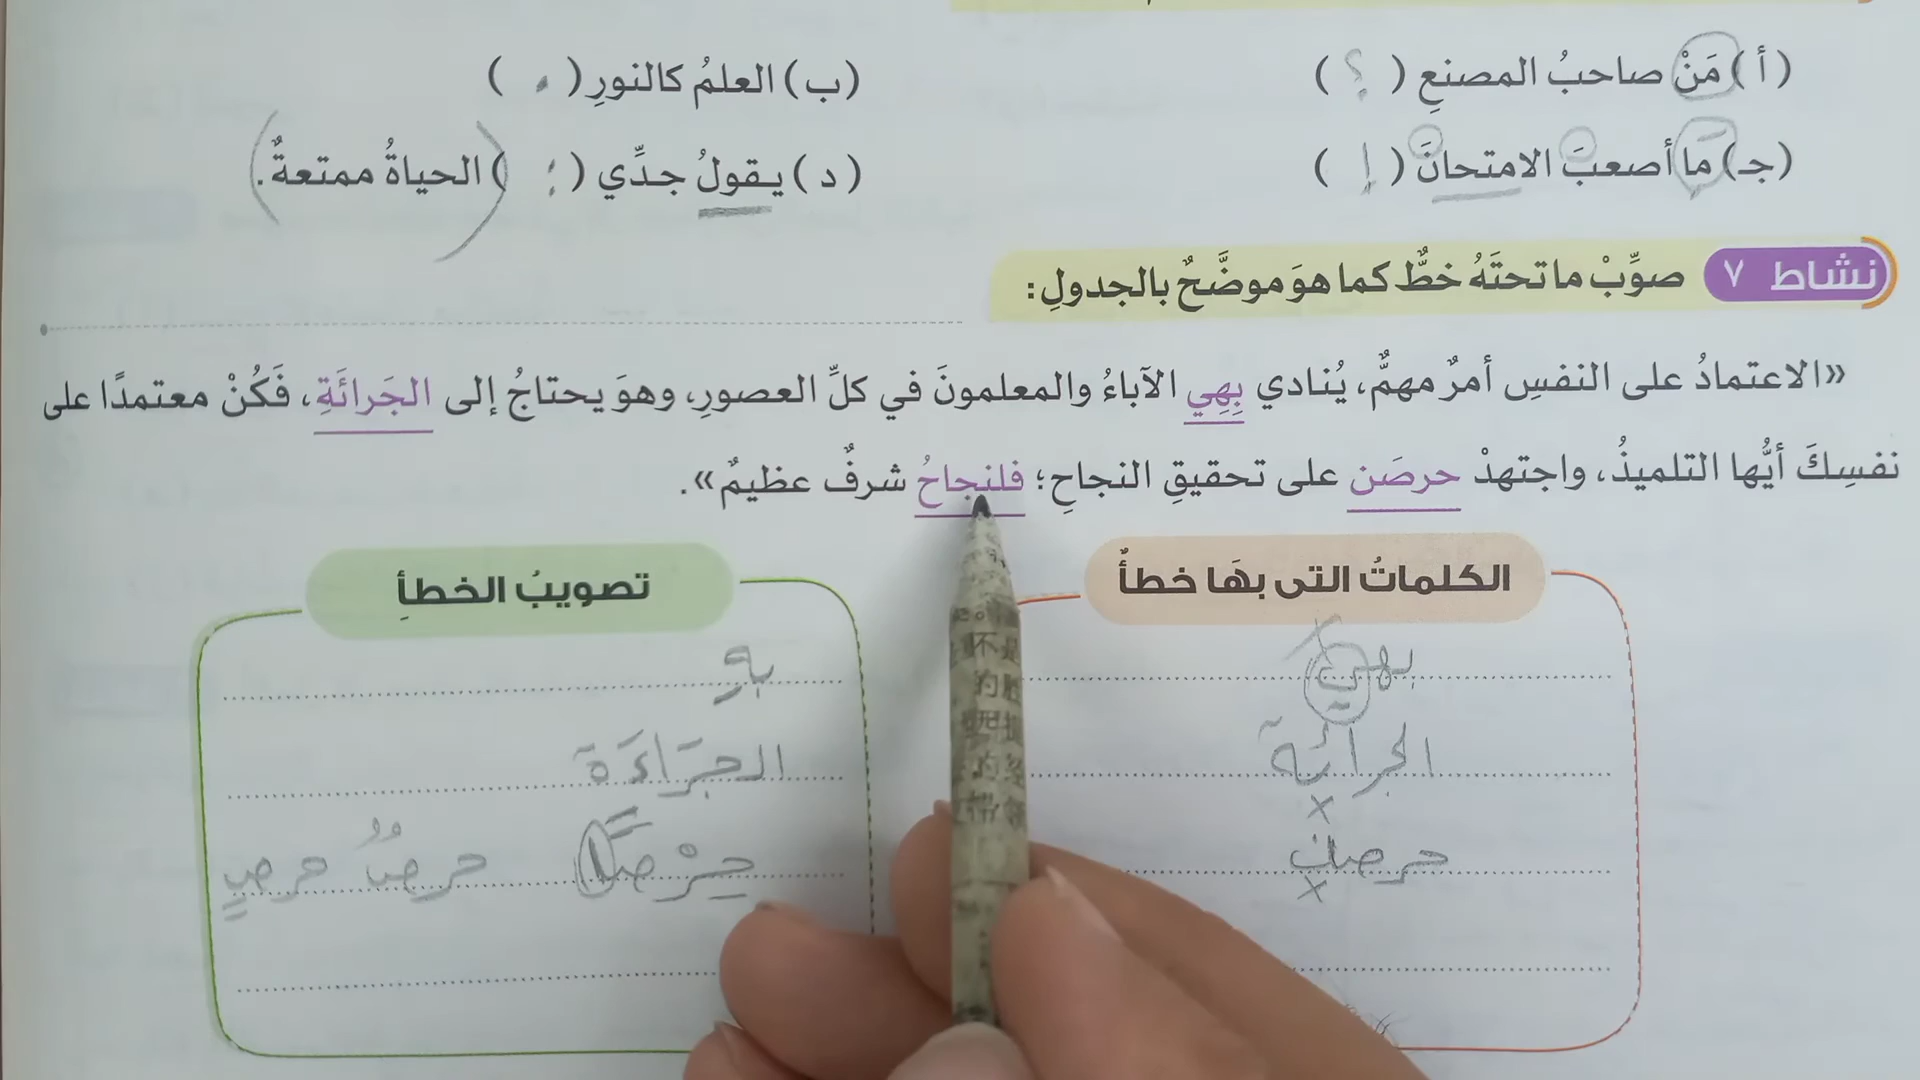 (أ) مَنْ صاحبُ المصنعِ ( ؟ )
(ب) العلمُ كالنورِ ( . )
(جـ) ما أصعبَ الامتحانَ ( ! )
(د) يقولُ جدِّي ( : ) الحياةُ ممتعةٌ.
نشاط ٧ صوِّبْ ما تحتَهُ خطٌّ كما هوَ موضَّحٌ بالجدولِ:
«الاعتمادُ على النفسِ أمرٌ مهمٌّ، يُنادي بِهِي الآباءُ والمعلمونَ في كلِّ العصورِ، وهوَ يحتاجُ إلى الجَرائَةِ، فَكُنْ معتمدًا على
نفسِكَ أيُّها التلميذُ، واجتهدْ حرصَن على تحقيقِ النجاحِ؛ فلنجاحُ شرفٌ عظيمٌ».
الكلماتُ التى بهَا خطأٌ
بهي
الجرائة
حرصن
تصويبُ الخطأِ
بهِ
الجَرَاءَة
حِرْصًا حرصٌ حرصٍ